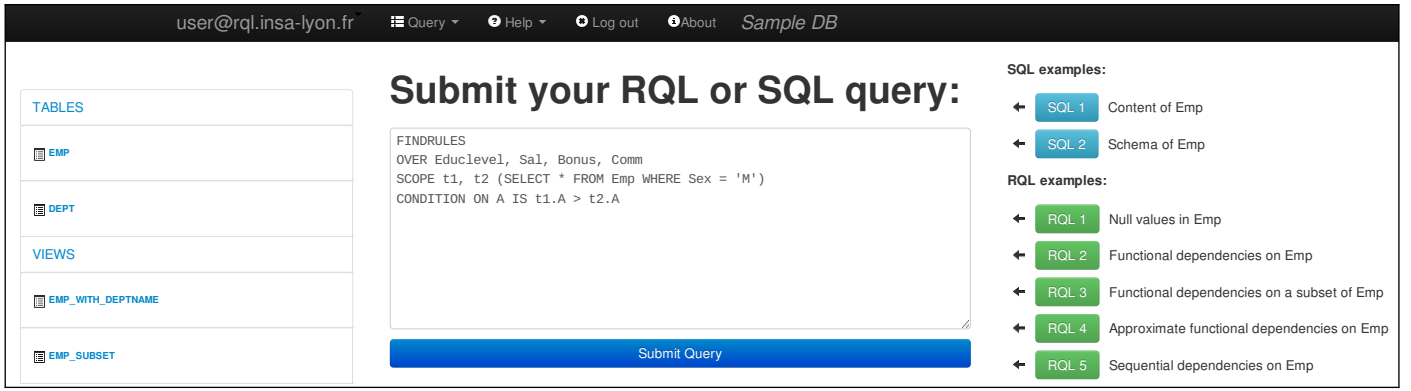 user@rql.insa-lyon.fr Query Help Log out About Sample DB
TABLES
EMP
DEPT
VIEWS
EMP_WITH_DEPTNAME
EMP_SUBSET
Submit your RQL or SQL query:
FINDRULES
OVER Educlevel, Sal, Bonus, Comm
SCOPE t1, t2 (SELECT * FROM Emp WHERE Sex = 'M')
CONDITION ON A IS t1.A > t2.A
Submit Query
SQL examples:
SQL 1 Content of Emp
SQL 2 Schema of Emp
RQL examples:
RQL 1 Null values in Emp
RQL 2 Functional dependencies on Emp
RQL 3 Functional dependencies on a subset of Emp
RQL 4 Approximate functional dependencies on Emp
RQL 5 Sequential dependencies on Emp